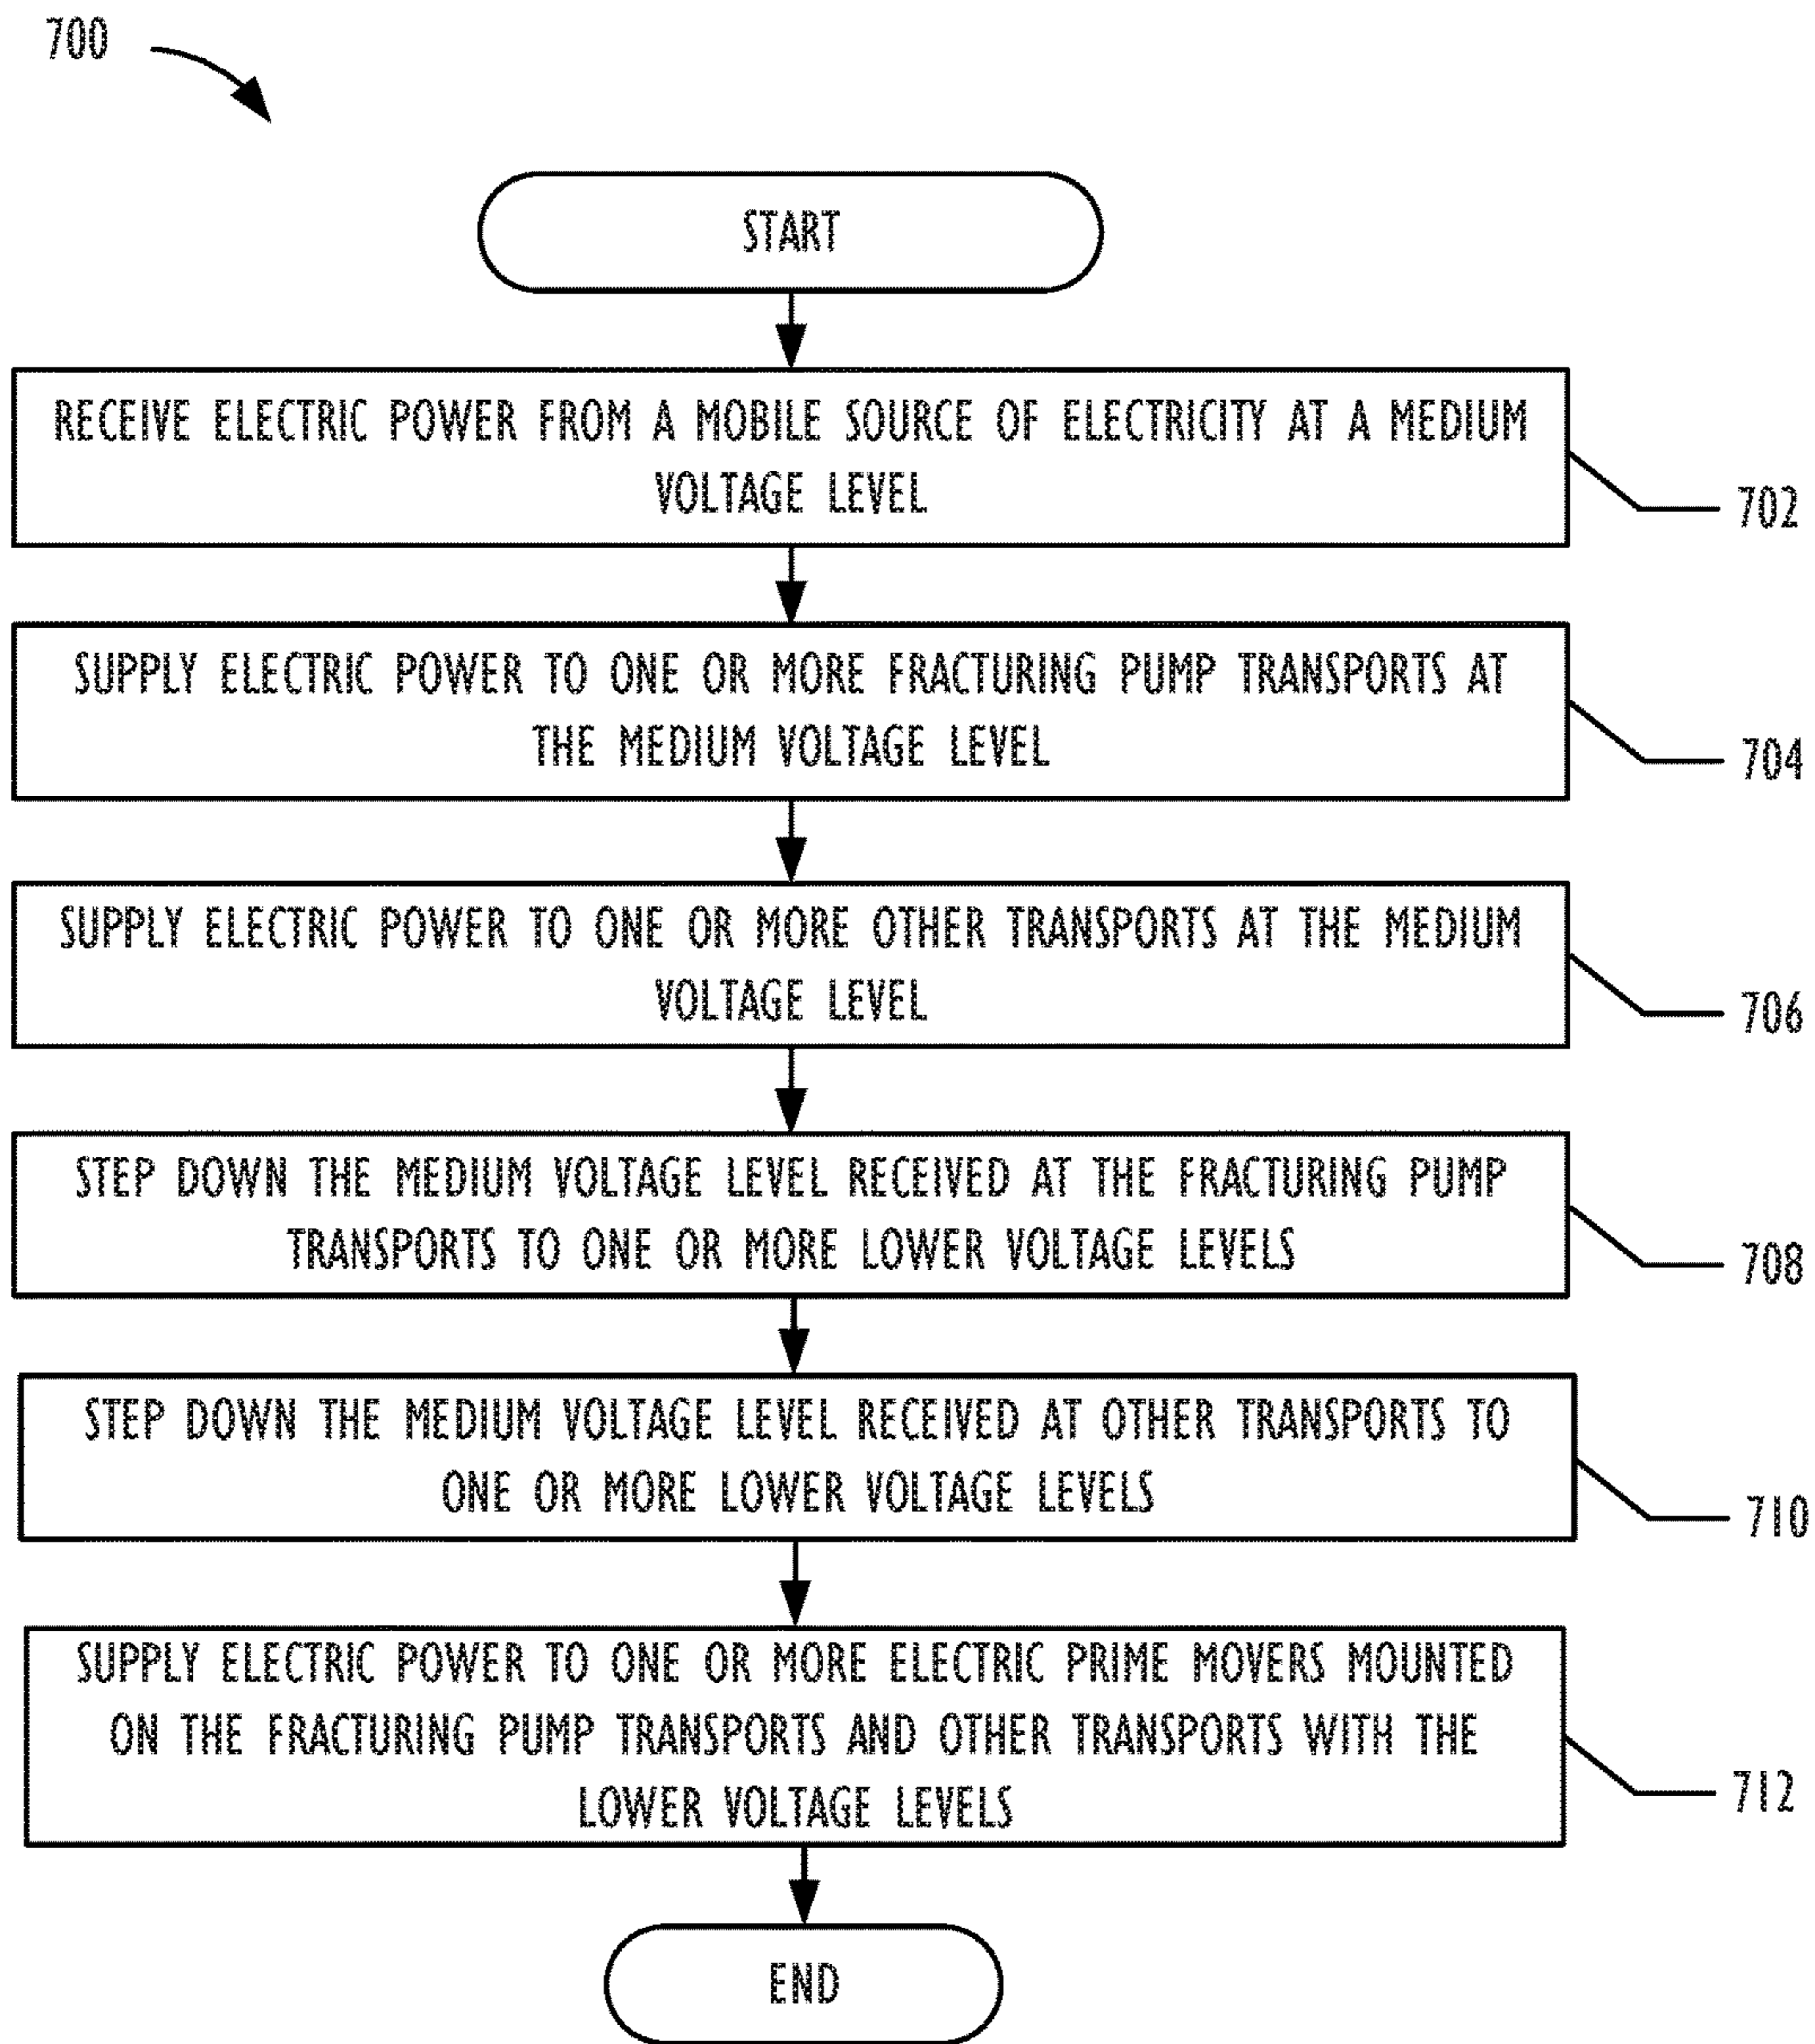 700
START
RECEIVE ELECTRIC POWER FROM A MOBILE SOURCE OF ELECTRICITY AT A MEDIUM
VOLTAGE LEVEL
702
SUPPLY ELECTRIC POWER TO ONE OR MORE FRACTURING PUMP TRANSPORTS AT
THE MEDIUM VOLTAGE LEVEL
704
SUPPLY ELECTRIC POWER TO ONE OR MORE OTHER TRANSPORTS AT THE MEDIUM
VOLTAGE LEVEL
706
STEP DOWN THE MEDIUM VOLTAGE LEVEL RECEIVED AT THE FRACTURING PUMP
TRANSPORTS TO ONE OR MORE LOWER VOLTAGE LEVELS
708
STEP DOWN THE MEDIUM VOLTAGE LEVEL RECEIVED AT OTHER TRANSPORTS TO
ONE OR MORE LOWER VOLTAGE LEVELS
710
SUPPLY ELECTRIC POWER TO ONE OR MORE ELECTRIC PRIME MOVERS MOUNTED
ON THE FRACTURING PUMP TRANSPORTS AND OTHER TRANSPORTS WITH THE
LOWER VOLTAGE LEVELS
712
END